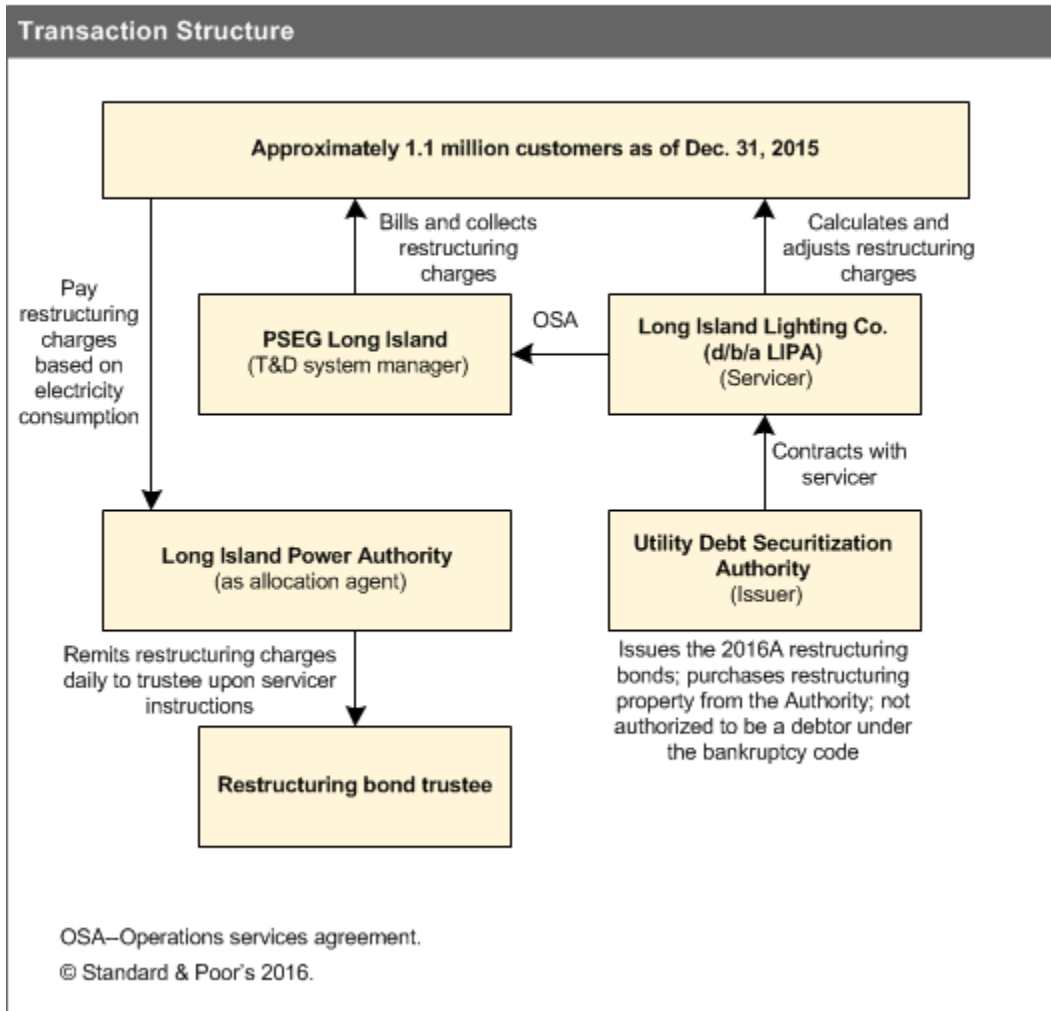 Transaction Structure
Approximately 1.1 million customers as of Dec. 31, 2015
Bills and collects
restructuring
charges
Calculates and
adjusts restructuring
charges
Pay
restructuring
charges
based on
electricity
consumption
PSEG Long Island
(T&D system manager)
OSA
Long Island Lighting Co.
(d/b/a LIPA)
(Servicer)
Contracts with
servicer
Long Island Power Authority
(as allocation agent)
Utility Debt Securitization
Authority
(Issuer)
Remits restructuring charges
daily to trustee upon servicer
instructions
Issues the 2016A restructuring
bonds; purchases restructuring
property from the Authority; not
authorized to be a debtor under
the bankruptcy code
Restructuring bond trustee
OSA--Operations services agreement.
© Standard & Poor's 2016.